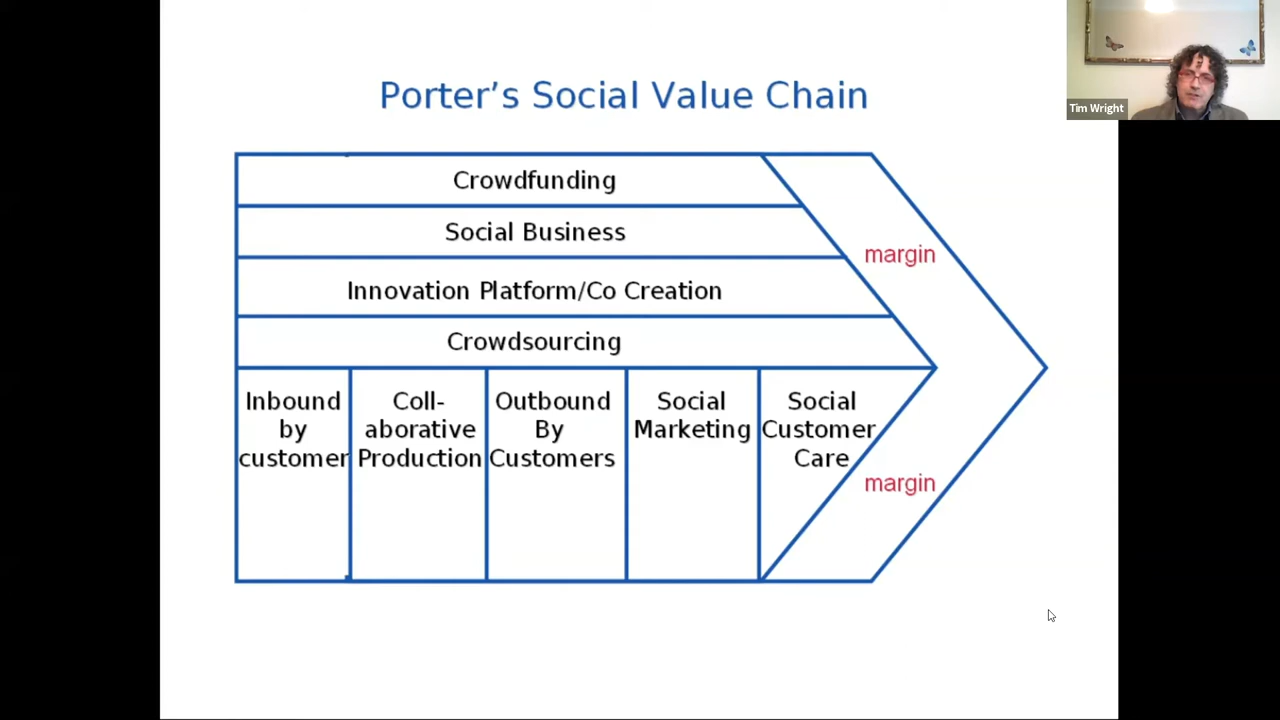 Porter’s Social Value Chain
Tim Wright
Crowdfunding
Social Business
Innovation Platform/Co Creation
Crowdsourcing
margin
Inbound
by
customer
Coll-
aborative
Production
Outbound
By
Customers
Social
Marketing
Social
Customer
Care
margin